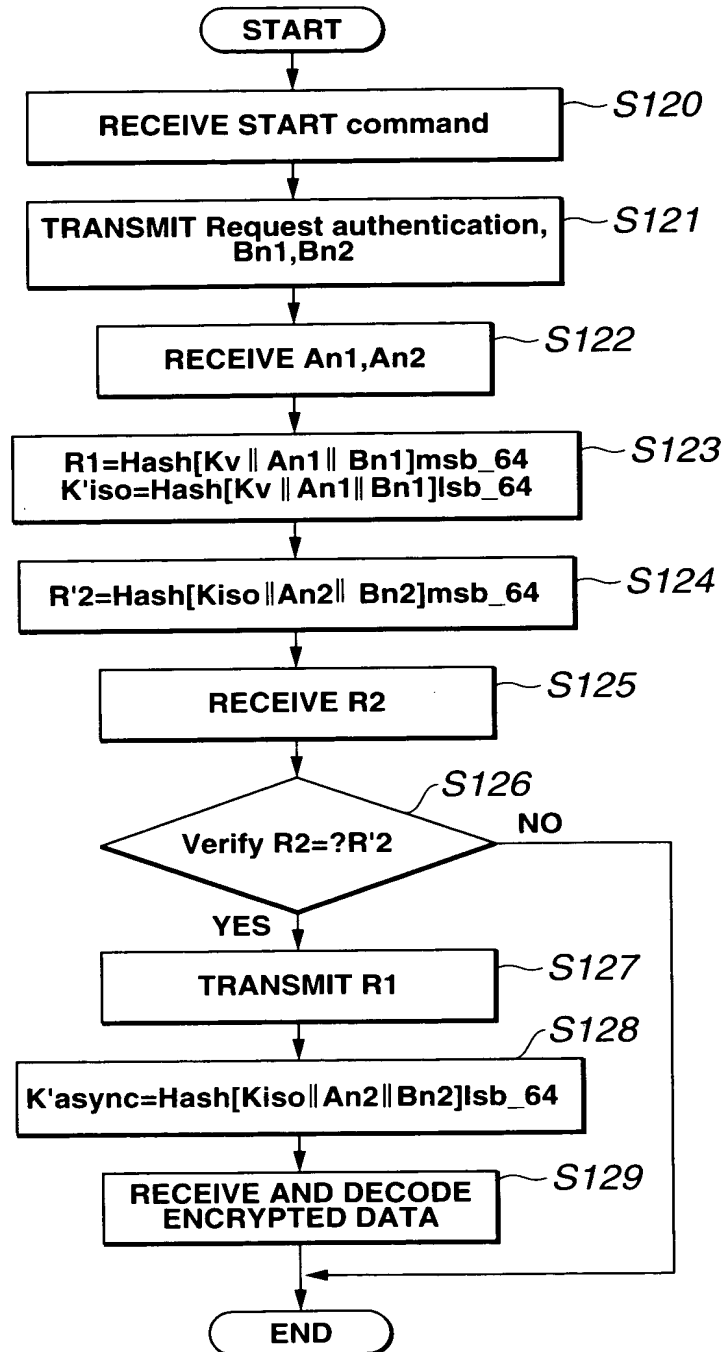 START
RECEIVE START command
S120
TRANSMIT Request authentication,
Bn1,Bn2
S121
RECEIVE An1,An2
S122
R1=Hash[Kv || An1 || Bn1]msb_64
K'iso=Hash[Kv || An1 || Bn1]lsb_64
S123
R'2=Hash[Kiso || An2 || Bn2]msb_64
S124
RECEIVE R2
S125
S126
Verify R2=?R'2
NO
YES
TRANSMIT R1
S127
S128
K'async=Hash[Kiso || An2 || Bn2]lsb_64
RECEIVE AND DECODE
ENCRYPTED DATA
S129
END